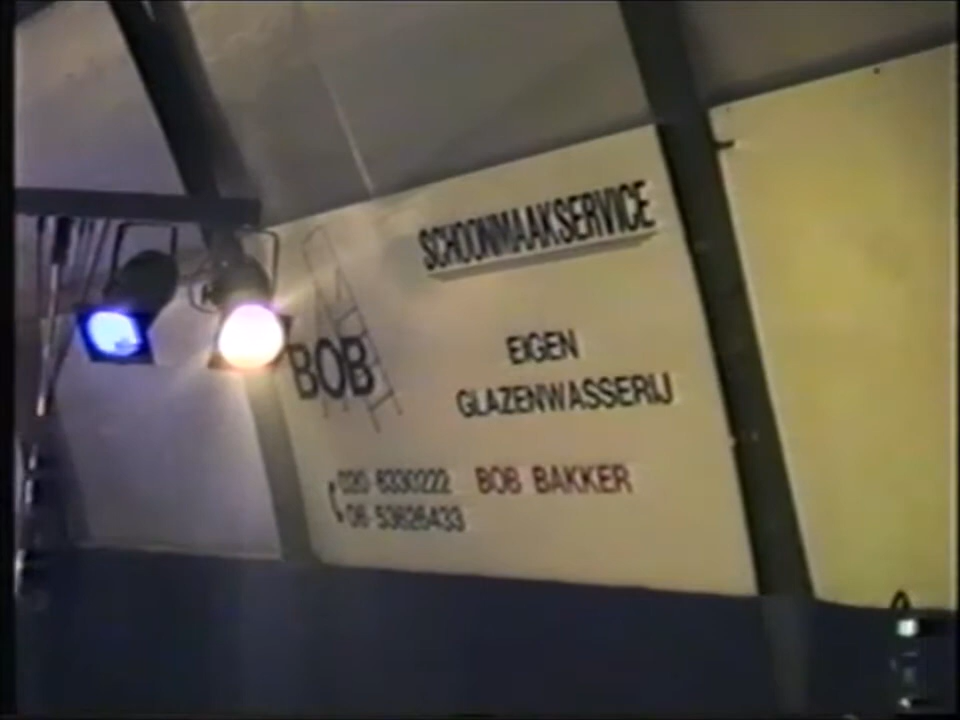 SCHOONMAAKSERVICE
BOB
EIGEN
GLAZENWASSERIJ
020 6330222 BOB BAKKER
06 53626433